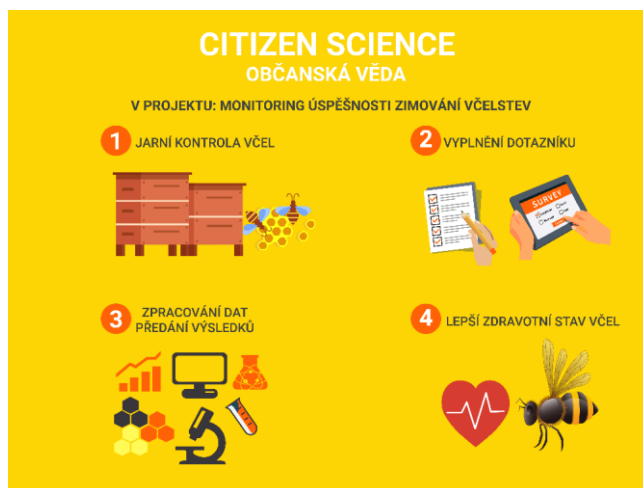 CITIZEN SCIENCE
OBČANSKÁ VĚDA
V PROJEKTU: MONITORING ÚSPĚŠNOSTI ZIMOVÁNÍ VČELSTEV
1 JARNÍ KONTROLA VČEL
2 VYPLNĚNÍ DOTAZNÍKU
SURVEY
3 ZPRACOVÁNÍ DAT
PŘEDÁNÍ VÝSLEDKŮ
4 LEPŠÍ ZDRAVOTNÍ STAV VČEL